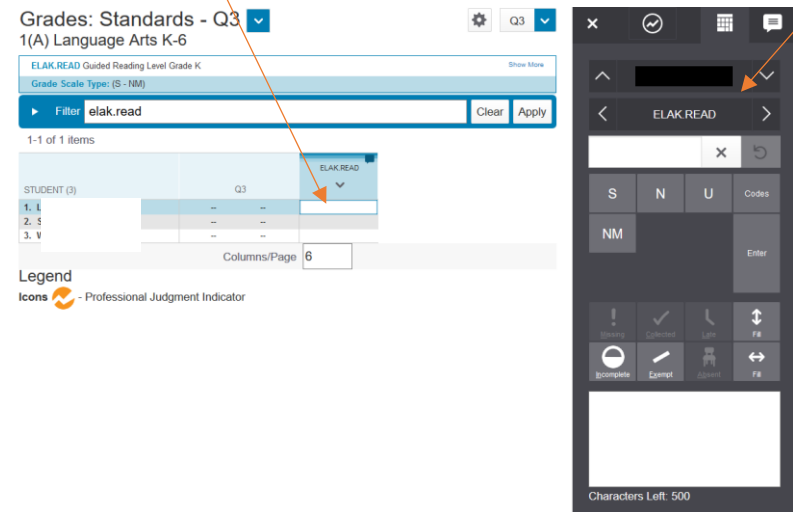 Grades: Standards - Q3
Q3
1(A) Language Arts K-6
ELAK.READ Guided Reading Level Grade K
Show More
Grade Scale Type: (S - NM)
Filter elak.read Clear Apply
1-1 of 1 items
ELAK.READ
STUDENT (3) Q3
1. L -- --
2. S -- --
3. -- --
Columns/Page 6
Legend
Icons - Professional Judgment Indicator
ELAK.READ
S N U Codes
NM
Enter
Missing Collected Late Fill
Incomplete Exempt Absent Fill
Characters Left: 500